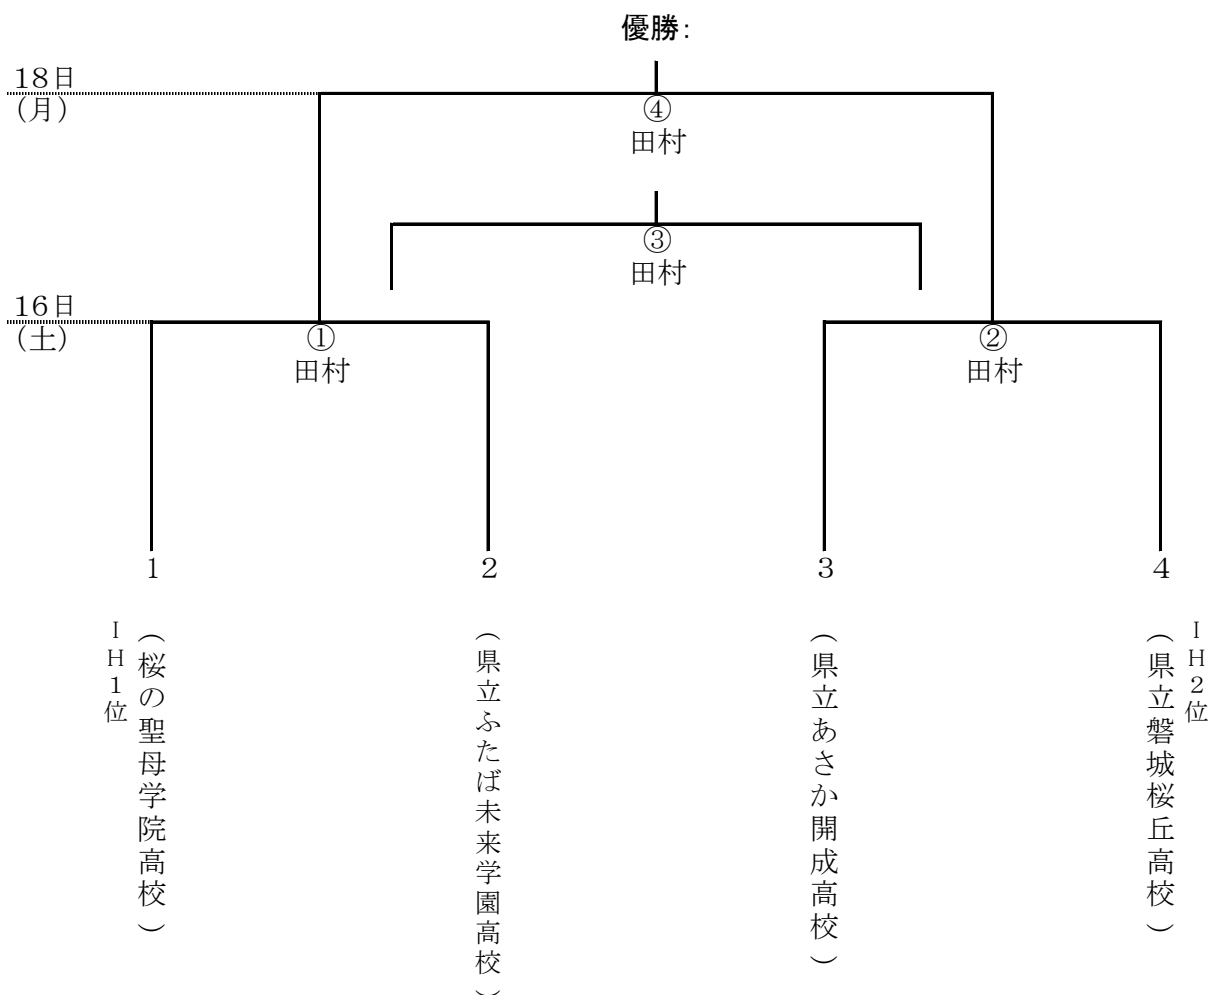 優勝：
18日
（月）
④
田村
③
田村
16日
（土）
①
田村
②
田村
1
2
3
4
IH1位
（桜の聖母学院高校）
（県立ふたば未来学園高校）
（県立あさか開成高校）
（県立磐城桜丘高校）
IH2位